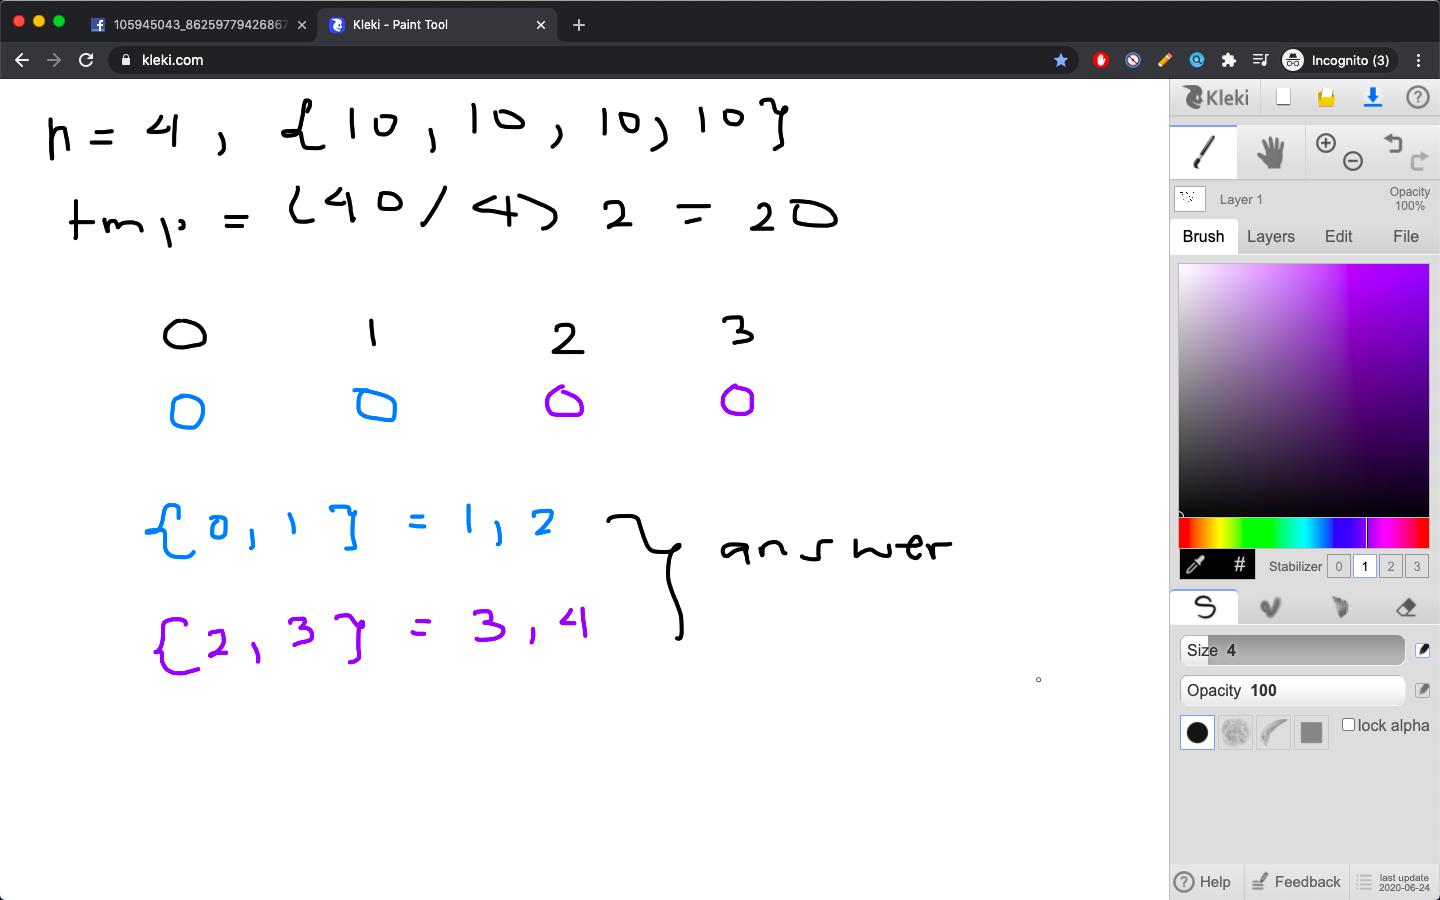 105945043_86259779426867
Kleki - Paint Tool
kleki.com
Incognito (3)
n = 4, {10, 10, 10, 10}
tmp = (40/4) 2 = 20
0 1 2 3
0 0 0 0
{0, 1} = 1, 2
answer
{2, 3} = 3, 4
Kleki
Layer 1
Opacity
100%
Brush Layers Edit File
# Stabilizer 0 1 2 3
Size 4
Opacity 100
lock alpha
Help Feedback last update
2020-06-24